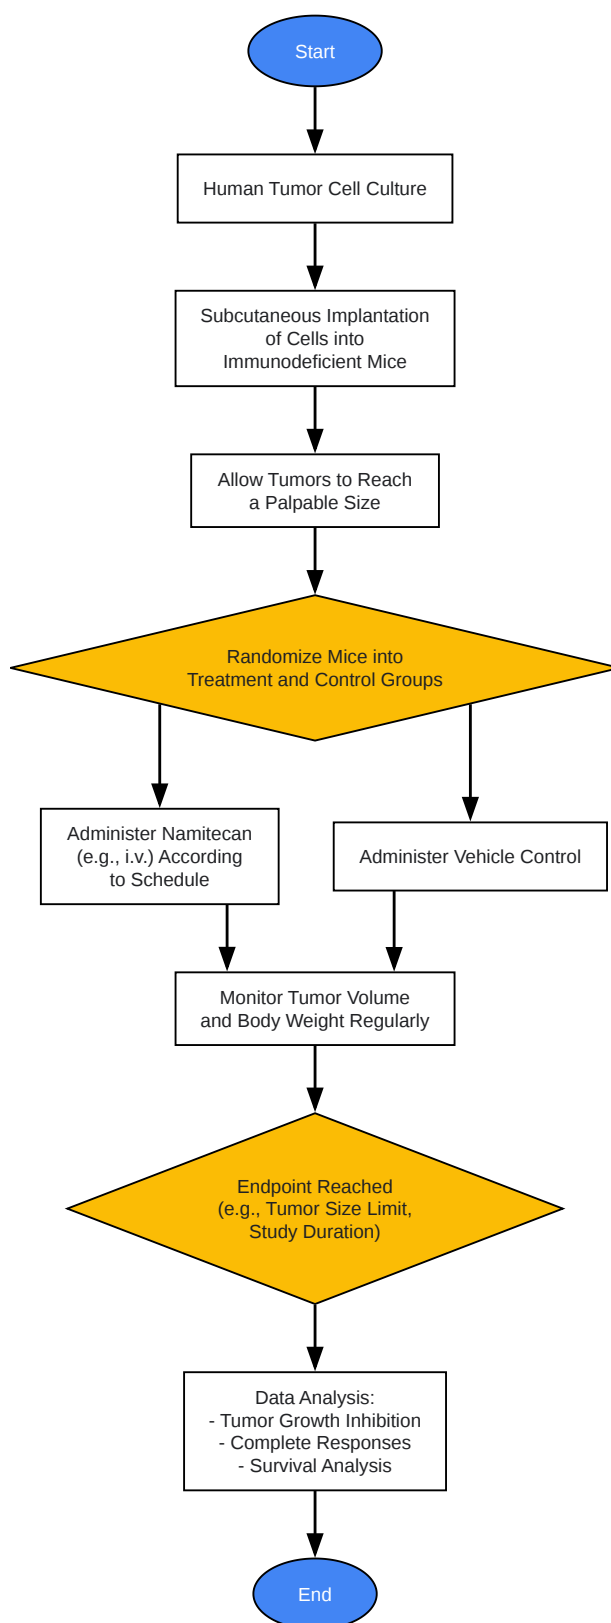 Start
Human Tumor Cell Culture
Subcutaneous Implantation
of Cells into
Immunodeficient Mice
Allow Tumors to Reach
a Palpable Size
Randomize Mice into
Treatment and Control Groups
Administer Namitecan
(e.g., i.v.) According
to Schedule
Administer Vehicle Control
Monitor Tumor Volume
and Body Weight Regularly
Endpoint Reached
(e.g., Tumor Size Limit,
Study Duration)
Data Analysis:
- Tumor Growth Inhibition
- Complete Responses
- Survival Analysis
End